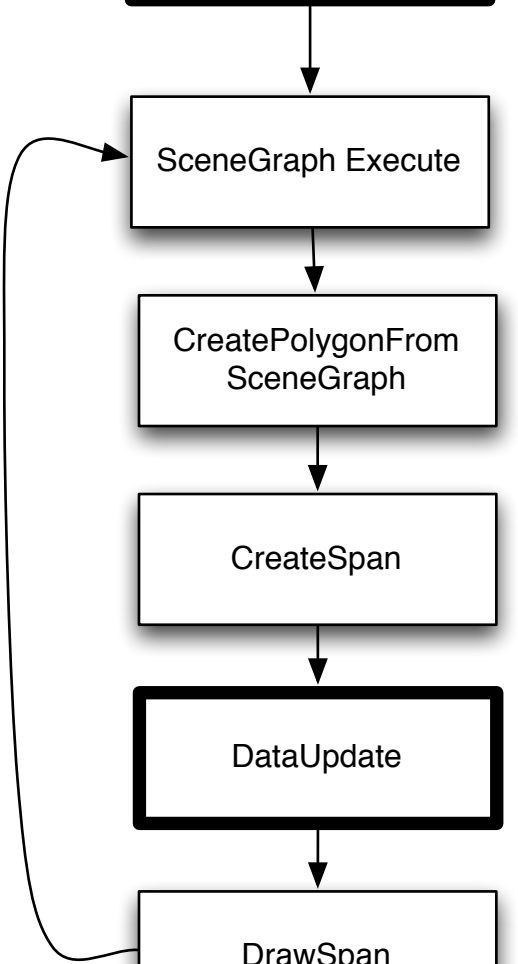 SceneGraph Execute
CreatePolygonFrom
SceneGraph
CreateSpan
DataUpdate
DrawSpan